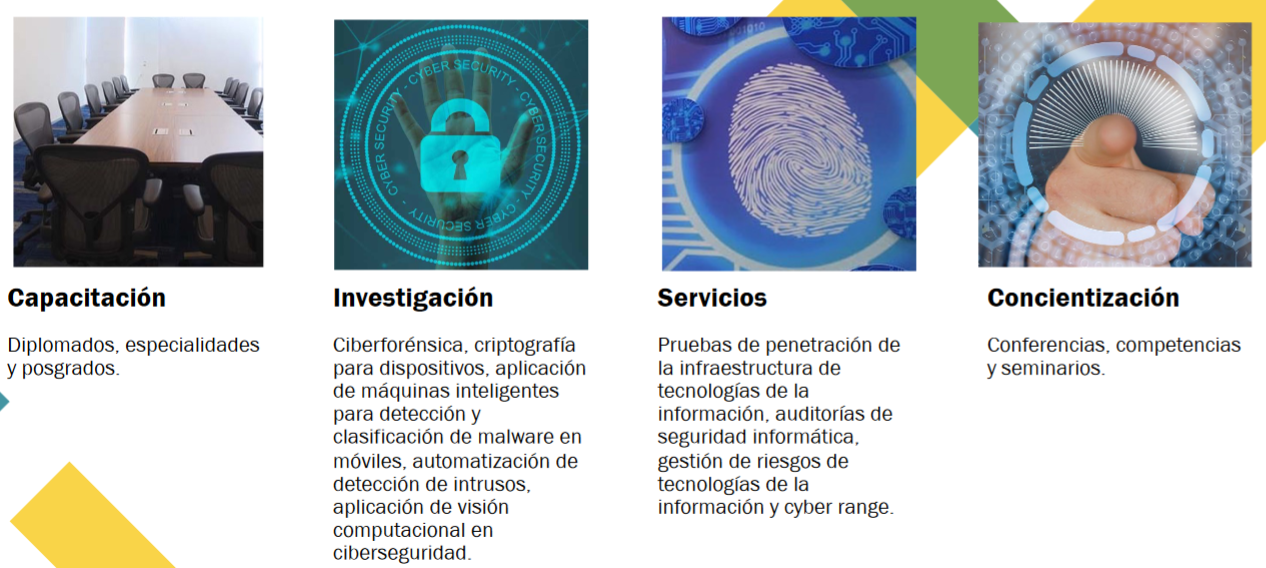 Capacitación
Diplomados, especialidades
y posgrados.
CYBER SECURITY · CYBER SECURITY · CYBER SECURITY · CYBER SECURITY ·
Investigación
Ciberforénsica, criptografía
para dispositivos, aplicación
de máquinas inteligentes
para detección y
clasificación de malware en
móviles, automatización de
detección de intrusos,
aplicación de visión
computacional en
ciberseguridad.
001010
Servicios
Pruebas de penetración de
la infraestructura de
tecnologías de la
información, auditorías de
seguridad informática,
gestión de riesgos de
tecnologías de la
información y cyber range.
Concientización
Conferencias, competencias
y seminarios.